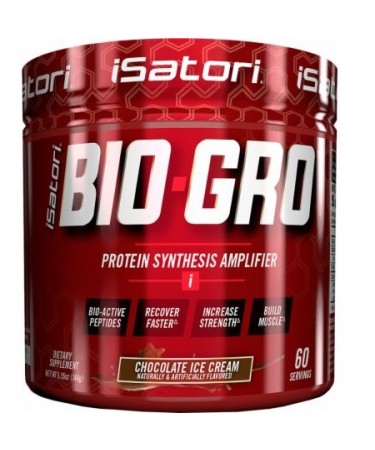 iSatori
iSatori
BIO·GRO
PROTEIN SYNTHESIS AMPLIFIER
i
BIO-ACTIVE
PEPTIDES
RECOVER
FASTER△
INCREASE
STRENGTH△
BUILD
MUSCLE△
DIETARY
SUPPLEMENT
CHOCOLATE ICE CREAM
NATURALLY & ARTIFICIALLY FLAVORED
60
SERVINGS